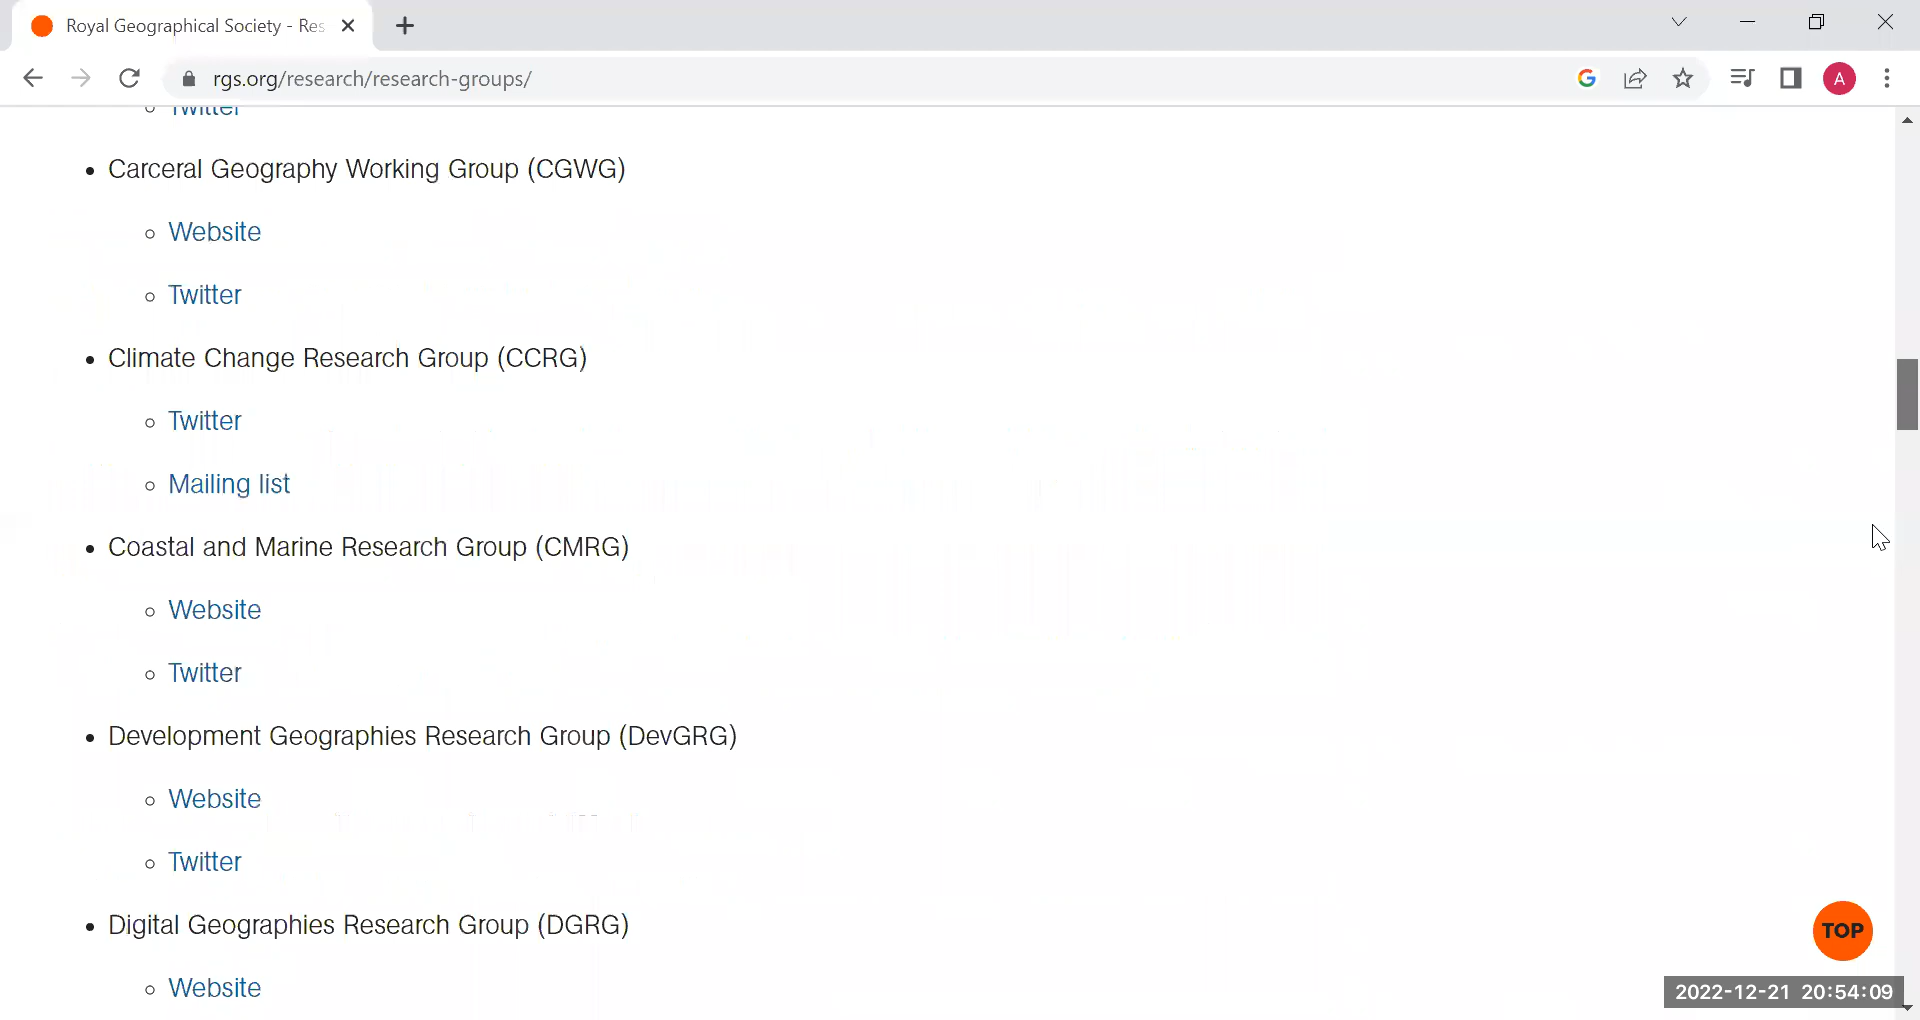 Royal Geographical Society - Res
rgs.org/research/research-groups/
A
Twitter
Carceral Geography Working Group (CGWG)
Website
Twitter
Climate Change Research Group (CCRG)
Twitter
Mailing list
Coastal and Marine Research Group (CMRG)
Website
Twitter
Development Geographies Research Group (DevGRG)
Website
Twitter
Digital Geographies Research Group (DGRG)
TOP
Website
2022-12-21 20:54:09